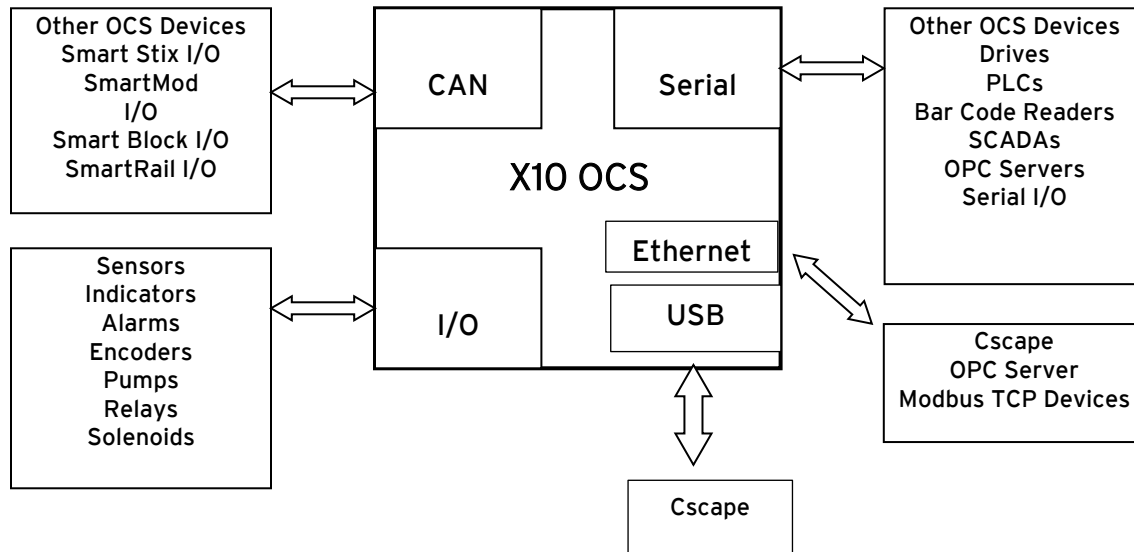 Other OCS Devices
Smart Stix I/O
SmartMod
I/O
Smart Block I/O
SmartRail I/O
Sensors
Indicators
Alarms
Encoders
Pumps
Relays
Solenoids
CAN
Serial
X10 OCS
Ethernet
I/O
USB
Cscape
Other OCS Devices
Drives
PLCs
Bar Code Readers
SCADAs
OPC Servers
Serial I/O
Cscape
OPC Server
Modbus TCP Devices